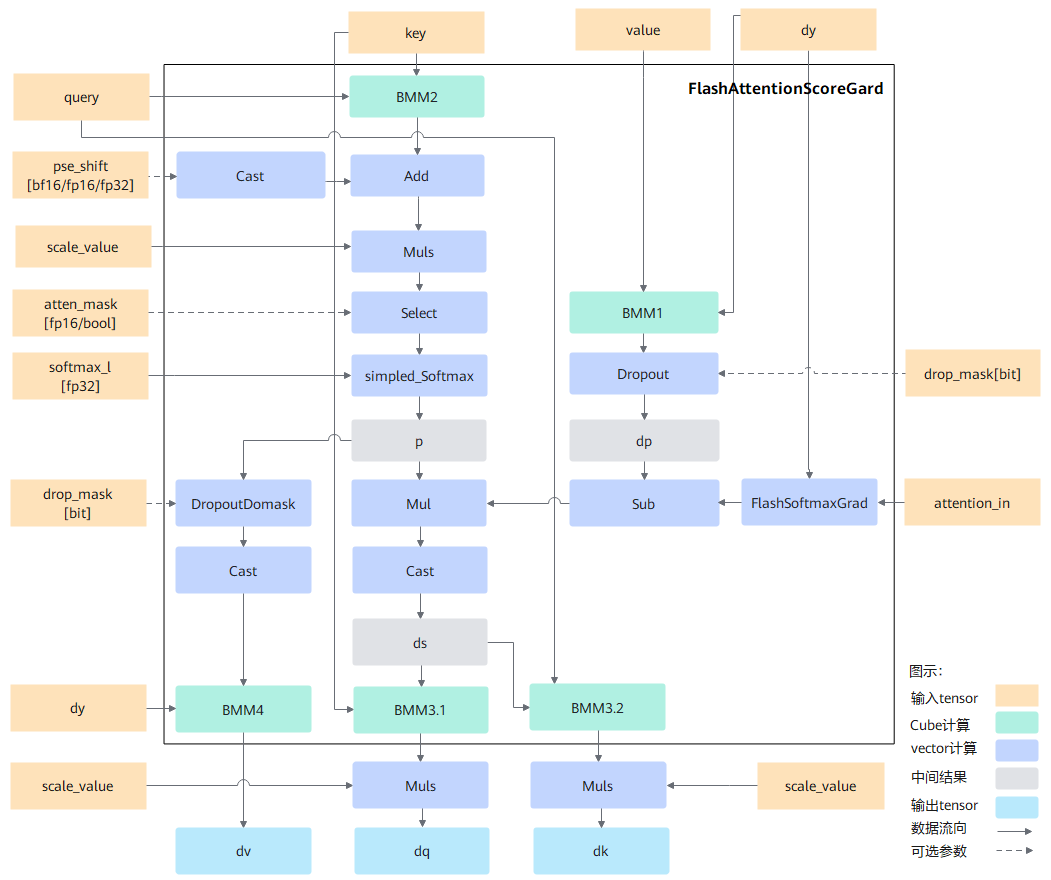 key
value
dy
FlashAttentionScoreGard
query
BMM2
pse_shift
[bf16/fp16/fp32]
Cast
Add
scale_value
Muls
atten_mask
[fp16/bool]
Select
BMM1
softmax_l
[fp32]
simpled_Softmax
Dropout
drop_mask[bit]
p
dp
drop_mask
[bit]
DropoutDomask
Mul
Sub
FlashSoftmaxGrad
attention_in
Cast
Cast
ds
dy
BMM4
BMM3.1
BMM3.2
scale_value
Muls
Muls
scale_value
dv
dq
dk
图示：
输入tensor
Cube计算
vector计算
中间结果
输出tensor
数据流向
可选参数